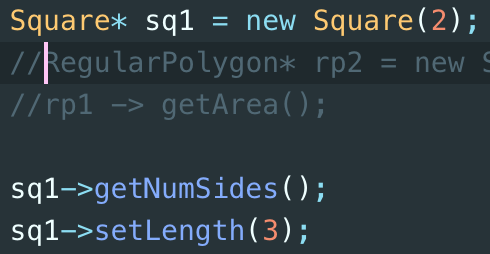 Square* sq1 = new Square(2);
//RegularPolygon* rp2 = new
//rp1 -> getArea();
sq1->getNumSides();
sq1->setLength(3);